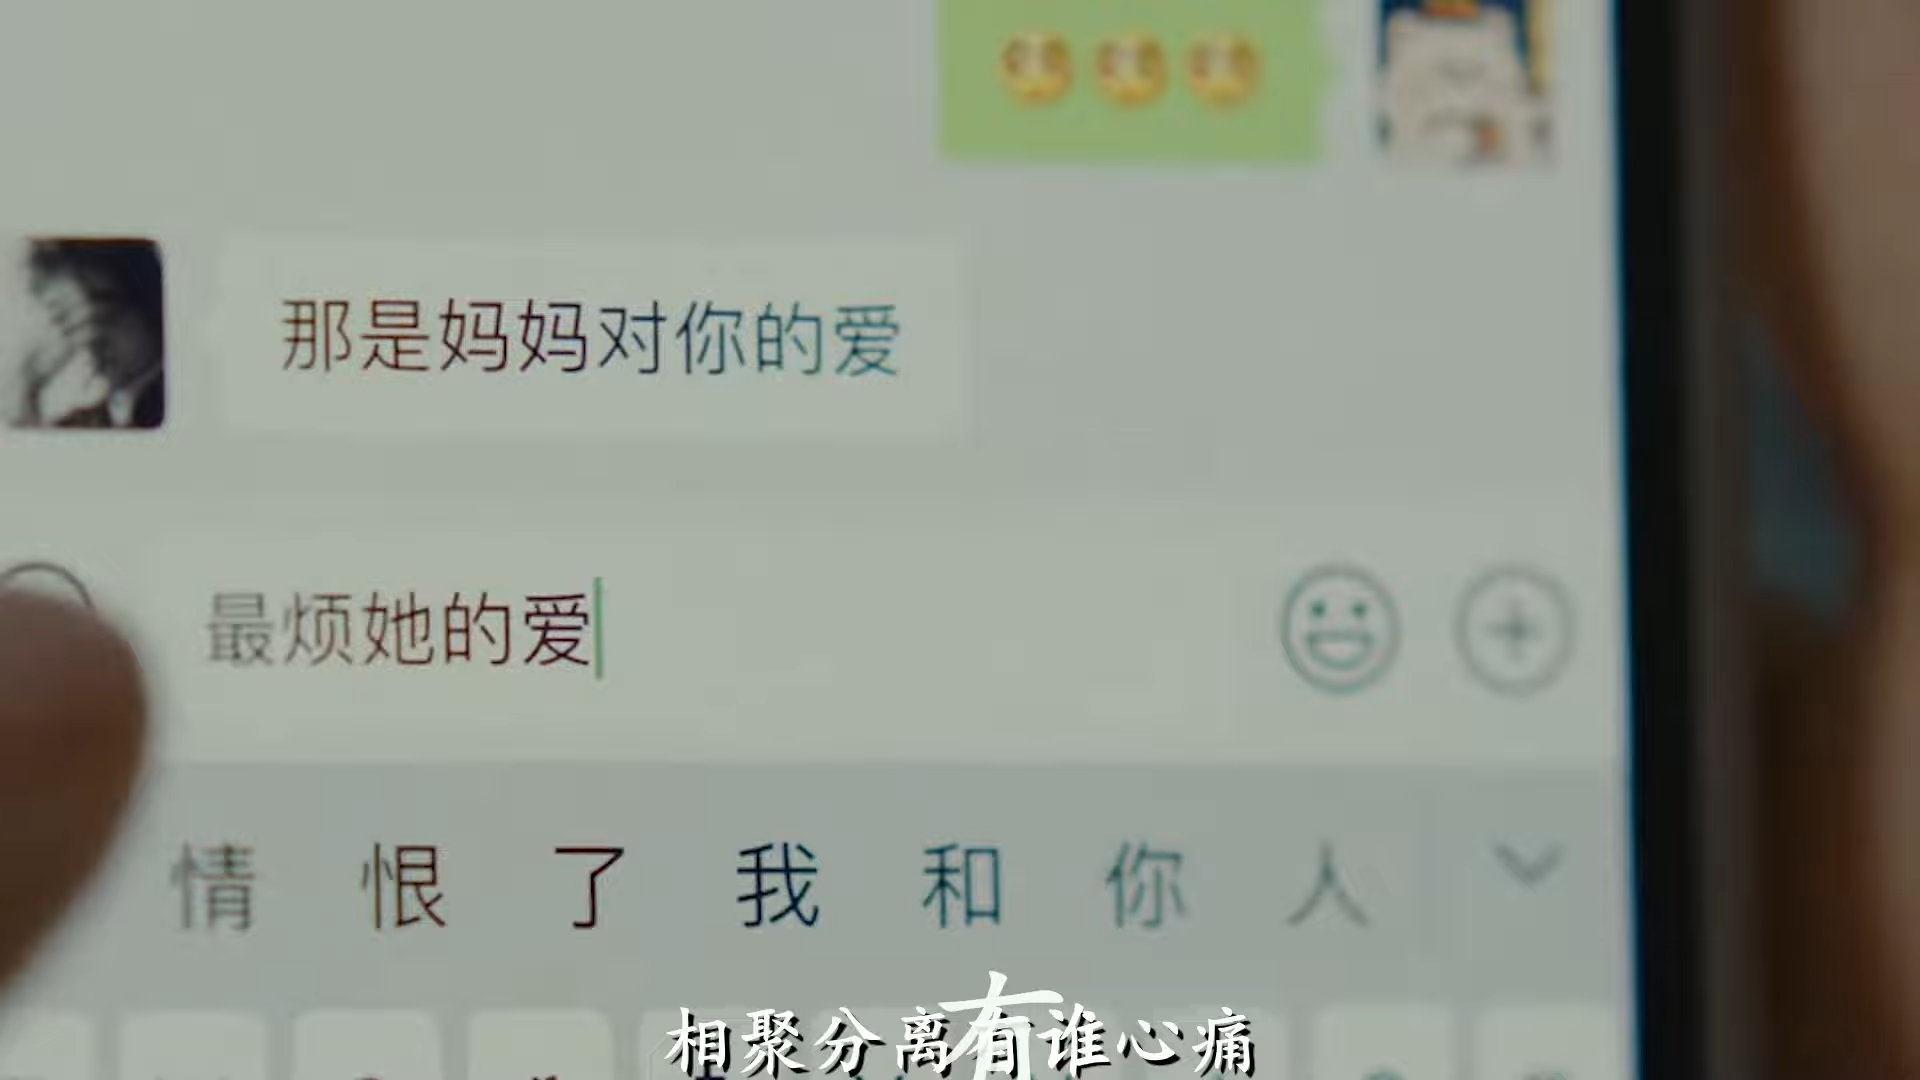 那是妈妈对你的爱
最烦她的爱
情 恨 了 我 和 你 人
相聚分离有谁心痛